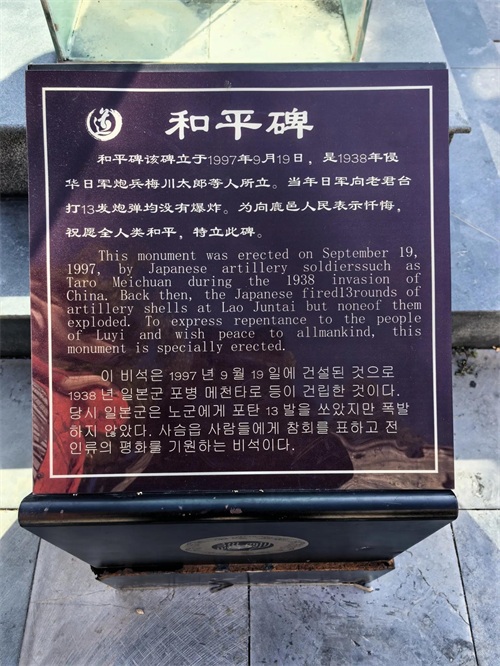 道
和平碑
和平碑该碑立于1997年9月19日，是1938年侵
华日军炮兵梅川太郎等人所立。当年日军向老君台
打13发炮弹均没有爆炸。为向鹿邑人民表示忏悔，
祝愿全人类和平，特立此碑。
This monument was erected on September 19,
1997, by Japanese artillery soldierssuch as
Taro Meichuan during the 1938 invasion of
China. Back then, the Japanese fired13rounds of
artillery shells at Lao Juntai but noneof them
exploded. To express repentance to the people
of Luyi and wish peace to allmankind, this
monument is specially erected.
이 비석은 1997 년 9 월 19 일에 건설된 것으로
1938 년 일본군 포병 메천타로 등이 건립한 것이다.
당시 일본군은 노군에게 포탄 13 발을 쏘았지만 폭발
하지 않았다. 사슴읍 사람들에게 참회를 표하고 전
인류의 평화를 기원하는 비석이다.